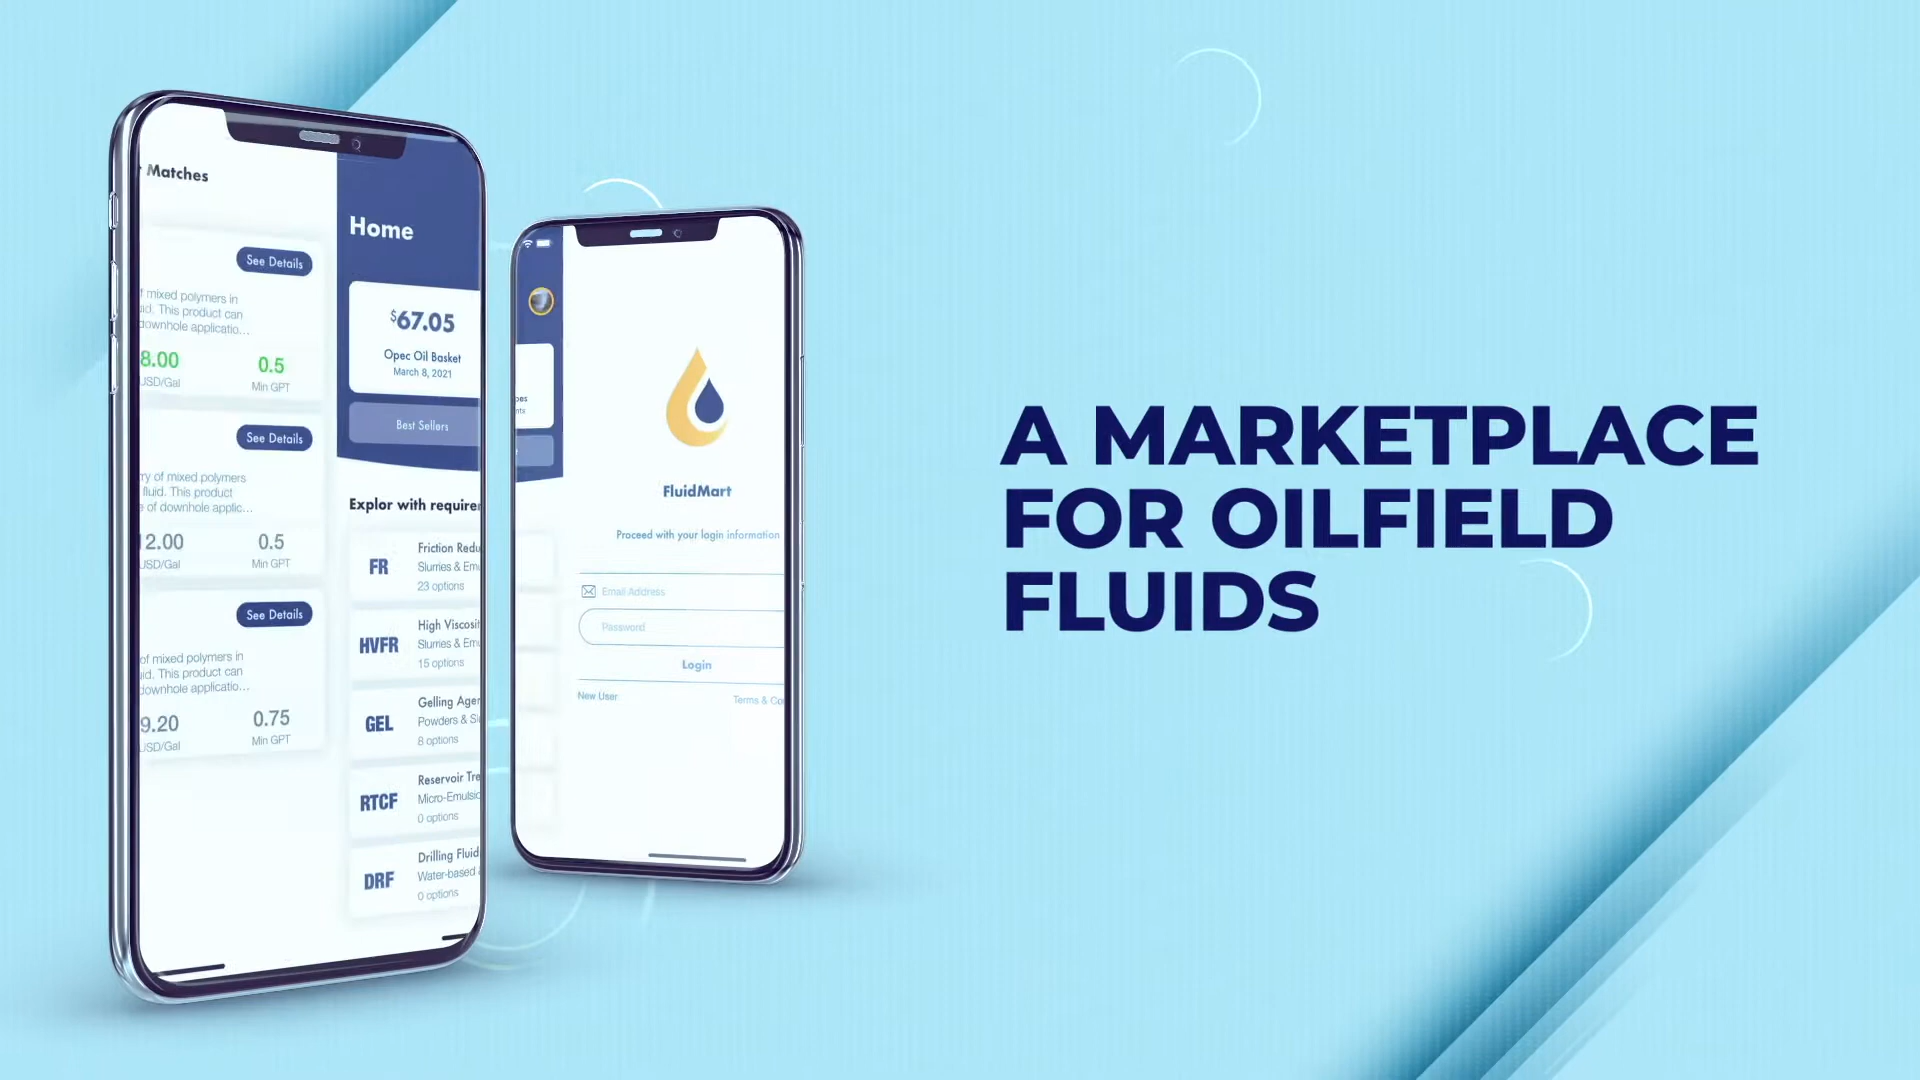 Matches
See Details
mixed polymers in
This product can
downhole applicatio...
8.00
0.5
USD/Gal
Min GPT
See Details
of mixed polymers
fluid. This product
of downhole applic...
12.00
0.5
USD/Gal
Min GPT
See Details
of mixed polymers in
This product can
downhole applicatio...
9.20
0.75
USD/Gal
Min GPT
Home
$67.05
Opec Oil Basket
March 8, 2021
Best Sellers
Explor with requirer
FR
Friction Redu
Slurries & Emu
23 options
HVFR
High Viscosit
Slurries & Emu
15 options
GEL
Gelling Agen
Powders & Sl
8 options
RTCF
Reservoir Tre
Micro-Emulsio
0 options
DRF
Drilling Fluid
Water-based
0 options
FluidMart
Proceed with your login information
Email Address
Password
Login
New User
Terms & Co
A MARKETPLACE
FOR OILFIELD
FLUIDS